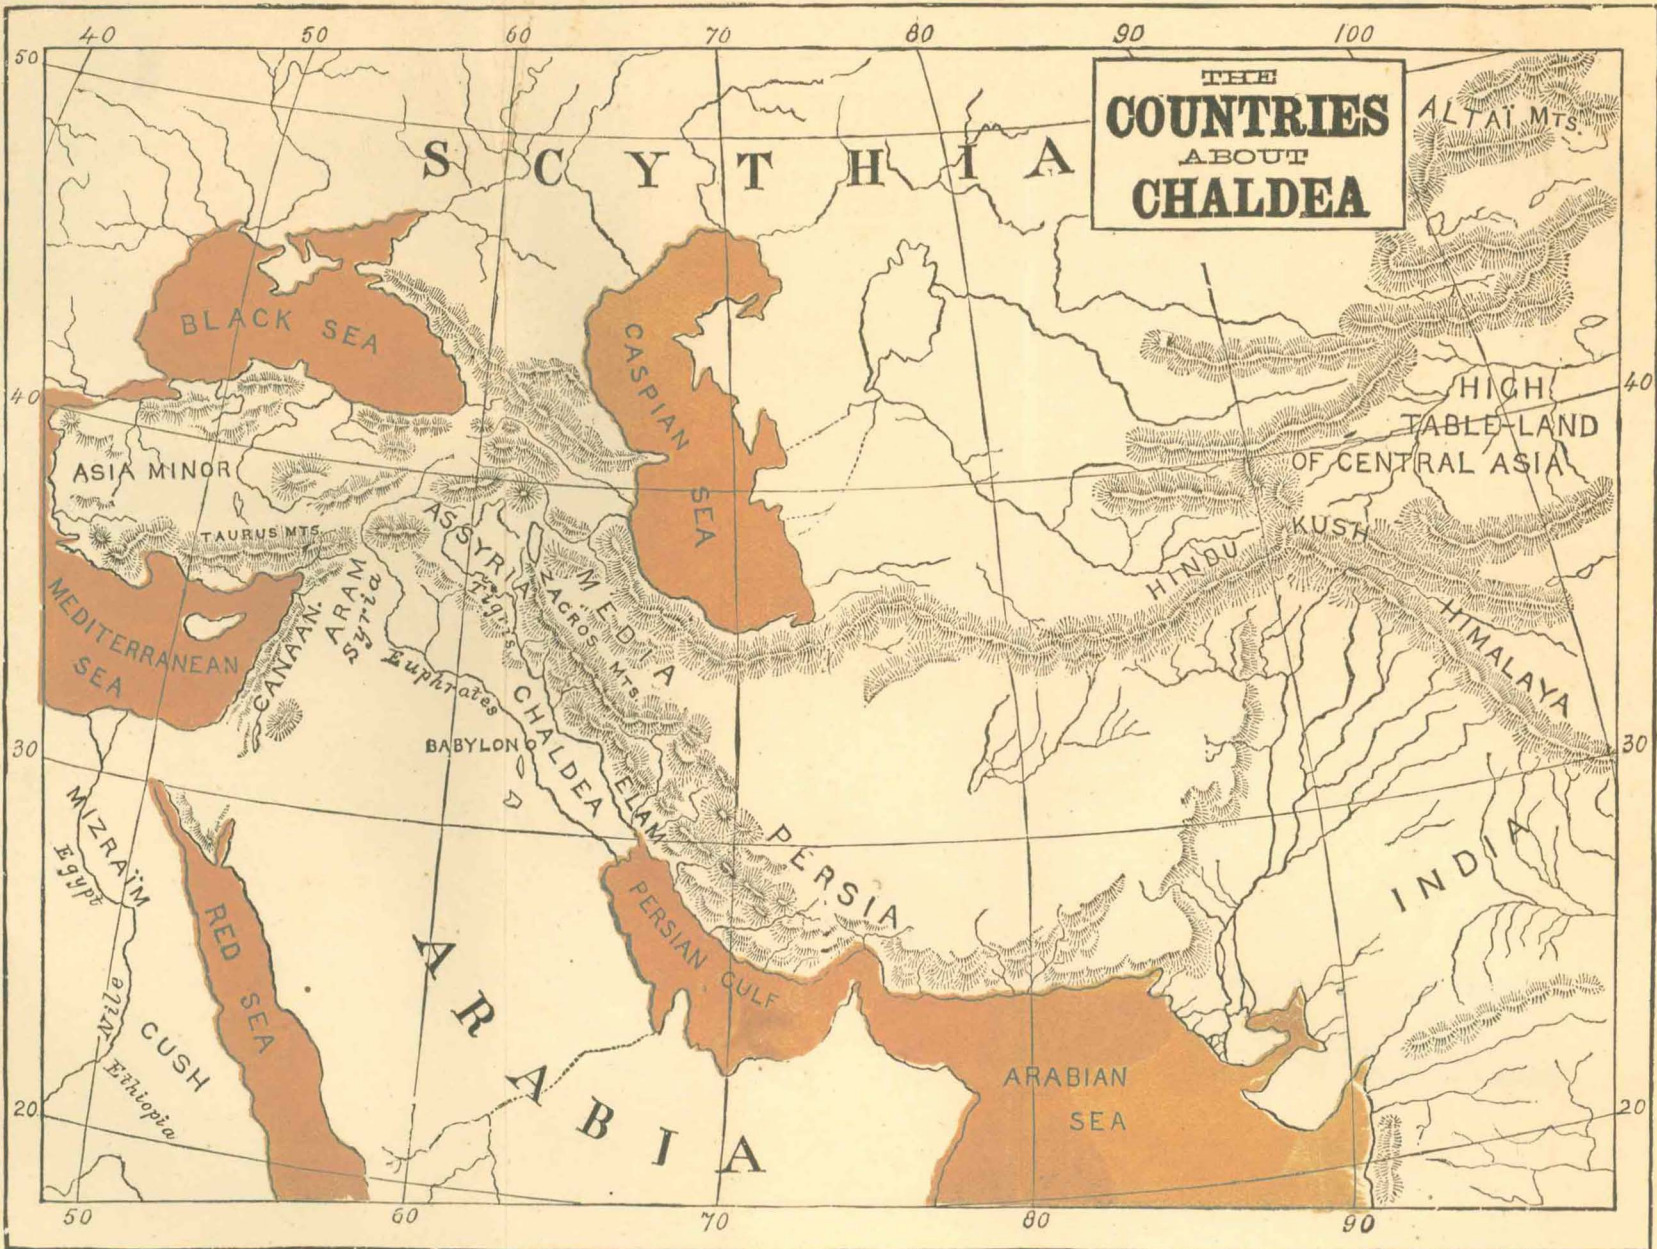 40 50 60 70 80 90 100
50
THE
COUNTRIES
ABOUT
CHALDEA
ALTAÏ MTS.
SCYTHIA
BLACK SEA
CASPIAN SEA
40
40
HIGH
TABLE-LAND
OF CENTRAL ASIA
ASIA MINOR
TAURUS MTS.
ASSYRIA
Tigris
ZAGROS MTS.
MEDIA
HINDU KUSH
HIMALAYA
MEDITERRANEAN
SEA
CANAAN.
ARAM
Syria
Euphrates
CHALDEA
BABYLON
ELAM
30
30
MIZRAÏM
Egypt
PERSIA
INDIA
RED SEA
PERSIAN GULF
ARABIA
Nile
CUSH
Ethiopia
ARABIAN
SEA
20
20
50 60 70 80 90